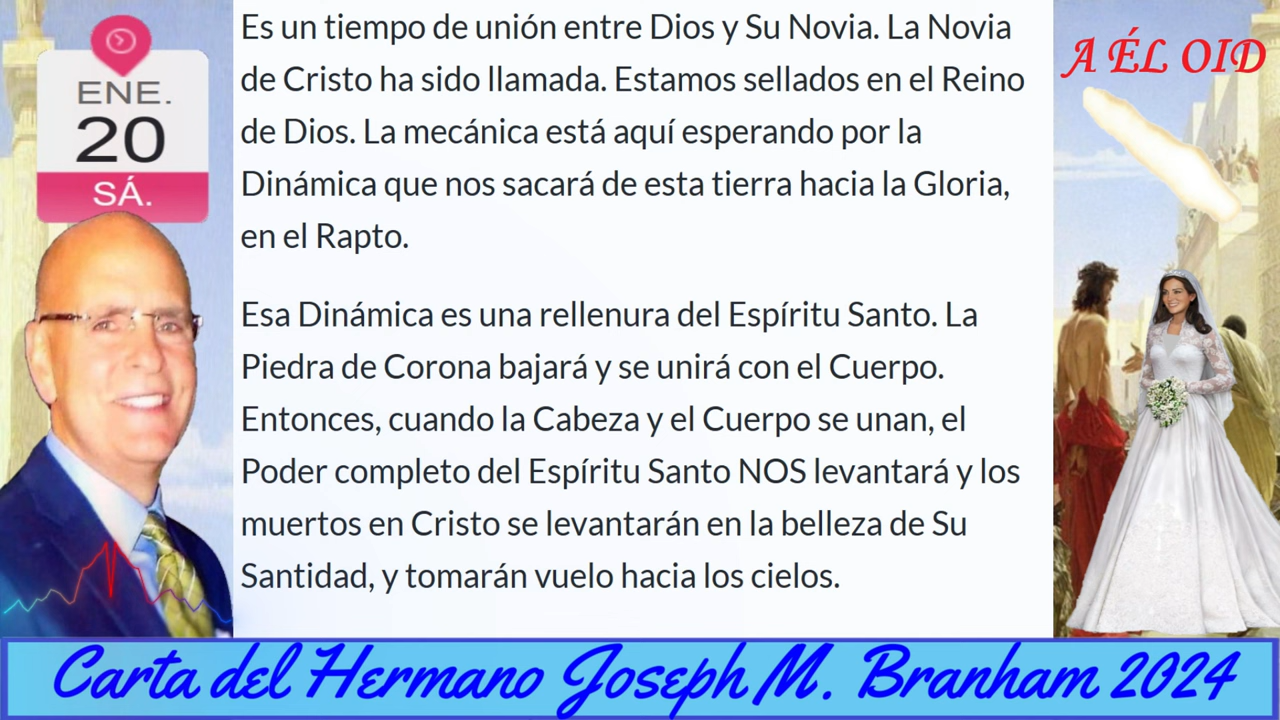 ENE.
20
SÁ.
Es un tiempo de unión entre Dios y Su Novia. La Novia
de Cristo ha sido llamada. Estamos sellados en el Reino
de Dios. La mecánica está aquí esperando por la
Dinámica que nos sacará de esta tierra hacia la Gloria,
en el Rapto.
Esa Dinámica es una rellenura del Espíritu Santo. La
Piedra de Corona bajará y se unirá con el Cuerpo.
Entonces, cuando la Cabeza y el Cuerpo se unan, el
Poder completo del Espíritu Santo NOS levantará y los
muertos en Cristo se levantarán en la belleza de Su
Santidad, y tomarán vuelo hacia los cielos.
A ÉL OID
Carta del Hermano Joseph M. Branham 2024